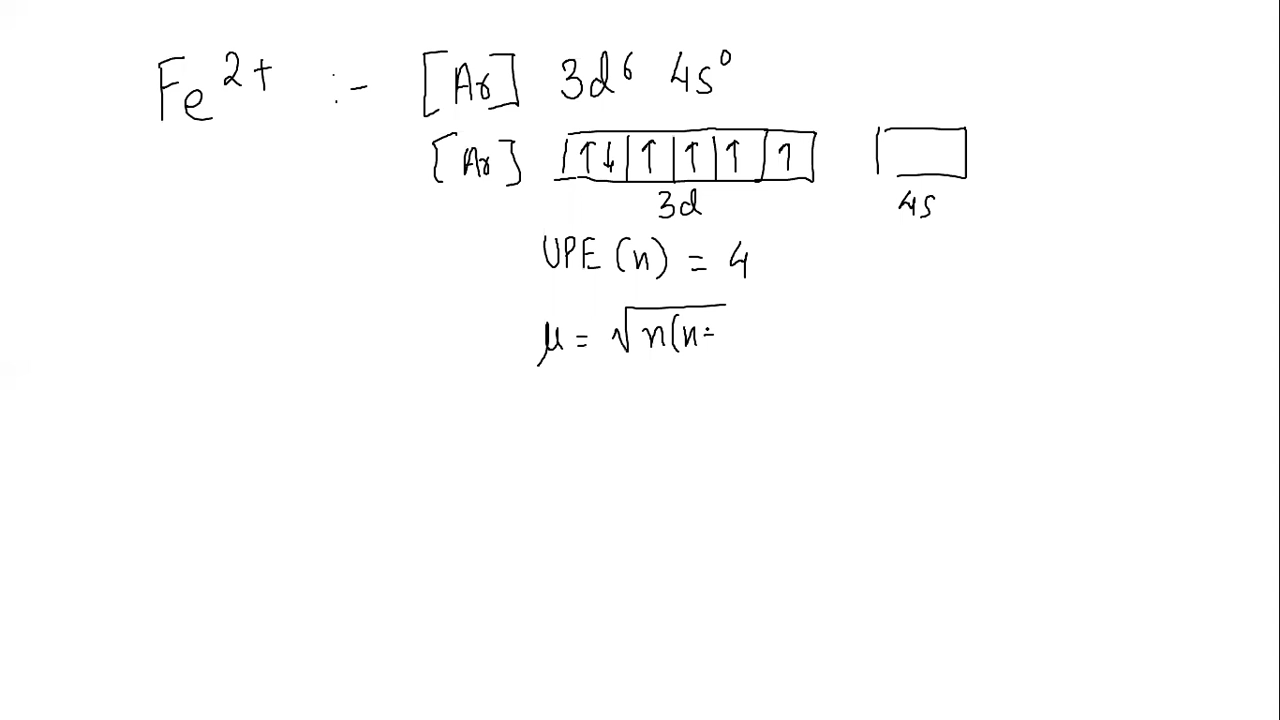 Fe²⁺ :- [Ar] 3d⁶ 4s⁰
[Ar] ↑↓ ↑ ↑ ↑ ↑
3d 4s
UPE (n) = 4
μ = √n(n=